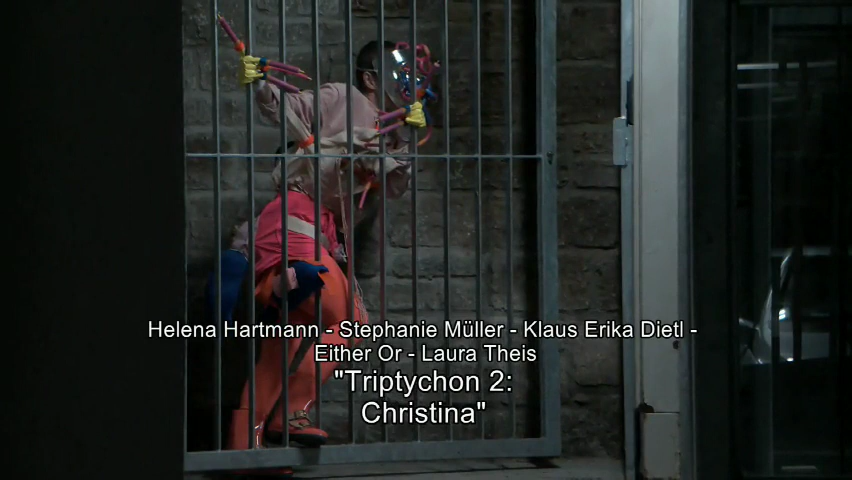 Helena Hartmann - Stephanie Müller - Klaus Erika Dietl -
Either Or - Laura Theis
"Triptychon 2:
Christina"